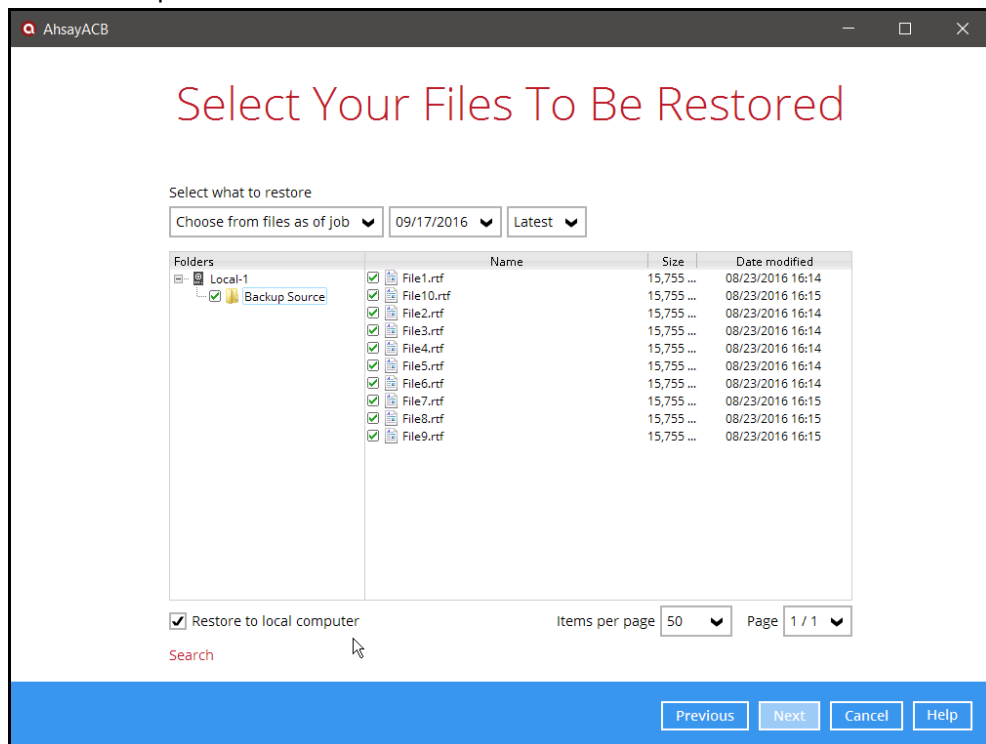 AhsayACB
Select Your Files To Be Restored
Select what to restore
Choose from files as of job 09/17/2016 Latest
Folders Name Size Date modified
Local-1 File1.rtf 15,755 ... 08/23/2016 16:14
Backup Source File10.rtf 15,755 ... 08/23/2016 16:15
File2.rtf 15,755 ... 08/23/2016 16:14
File3.rtf 15,755 ... 08/23/2016 16:14
File4.rtf 15,755 ... 08/23/2016 16:14
File5.rtf 15,755 ... 08/23/2016 16:14
File6.rtf 15,755 ... 08/23/2016 16:14
File7.rtf 15,755 ... 08/23/2016 16:15
File8.rtf 15,755 ... 08/23/2016 16:15
File9.rtf 15,755 ... 08/23/2016 16:15
Restore to local computer Items per page 50 Page 1 / 1
Search
Previous Next Cancel Help